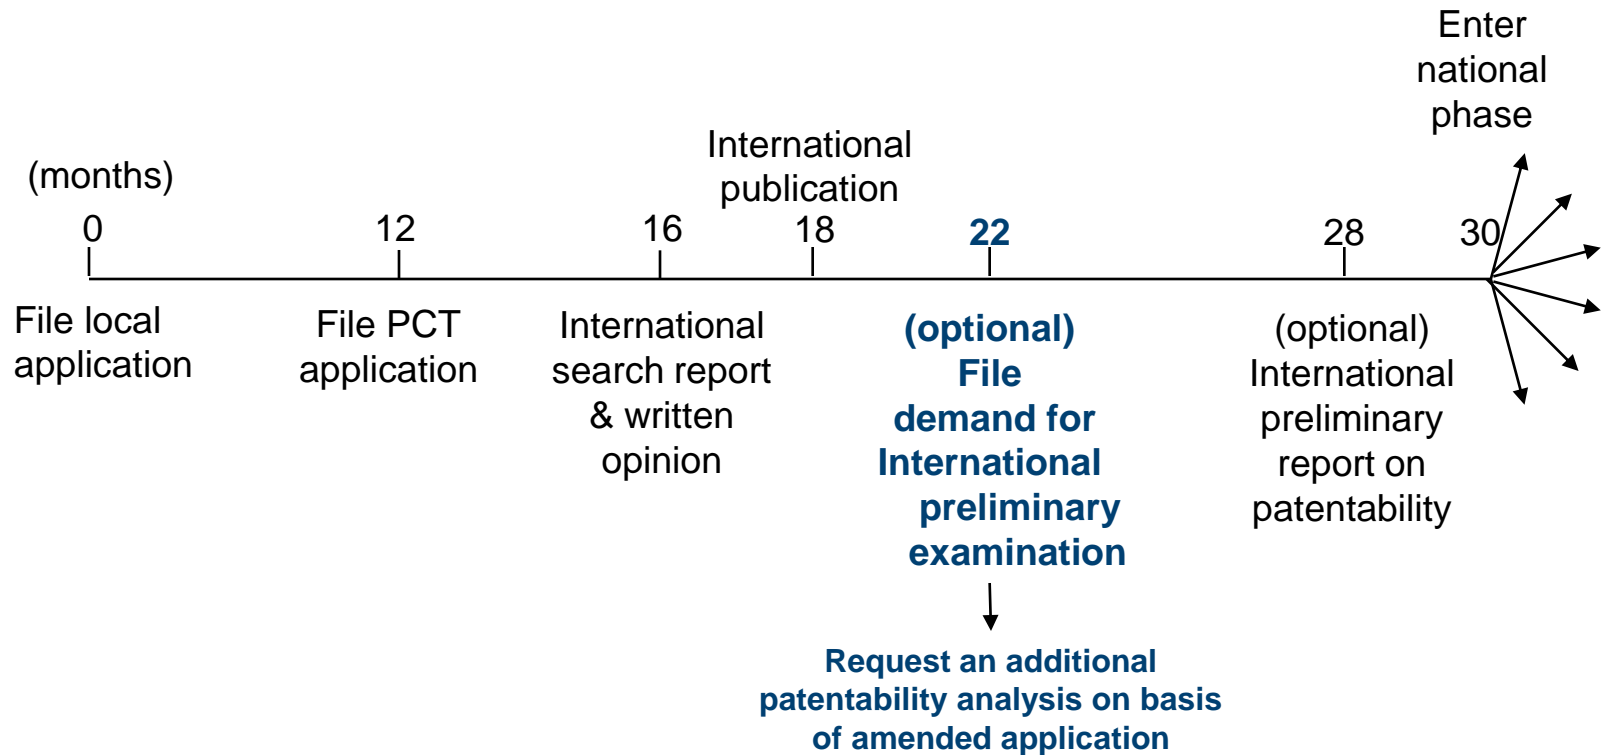 Enter
national
phase
International
publication
(months)
0
12
16
18
22
28
30
File local
application
File PCT
application
International
search report
& written
opinion
(optional)
File
demand for
International
preliminary
examination
(optional)
International
preliminary
report on
patentability
Request an additional
patentability analysis on basis
of amended application